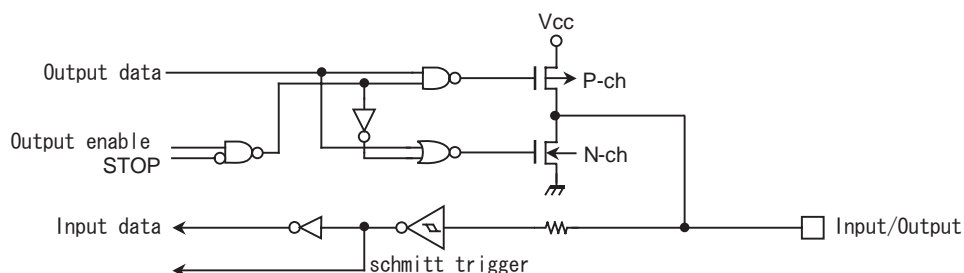 Vcc
Output data
P-ch
Output enable
STOP
N-ch
Input data
Input/Output
schmitt trigger